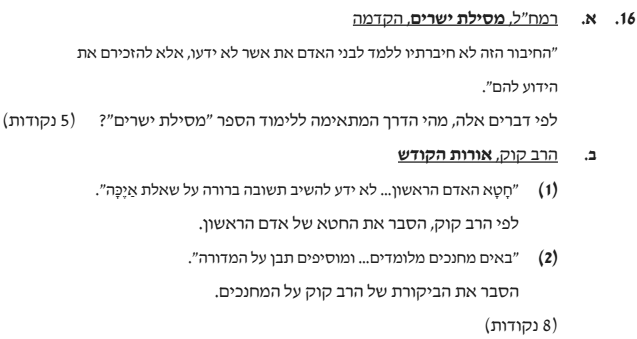 16. א. רמח"ל, מסילת ישרים, הקדמה
"החיבור הזה לא חיברתיו ללמד לבני האדם את אשר לא ידעו, אלא להזכירם את
הידוע להם".
לפי דברים אלה, מהי הדרך המתאימה ללימוד הספר "מסילת ישרים"? (5 נקודות)
ב. הרב קוק, אורות הקודש
(1) "חָטָא האדם הראשון... לא ידע להשיב תשובה ברורה על שאלת אַיֶּכָּה".
לפי הרב קוק, הסבר את החטא של אדם הראשון.
(2) "באים מחנכים מלומדים... ומוסיפים תבן על המדורה".
הסבר את הביקורת של הרב קוק על המחנכים.
(8 נקודות)